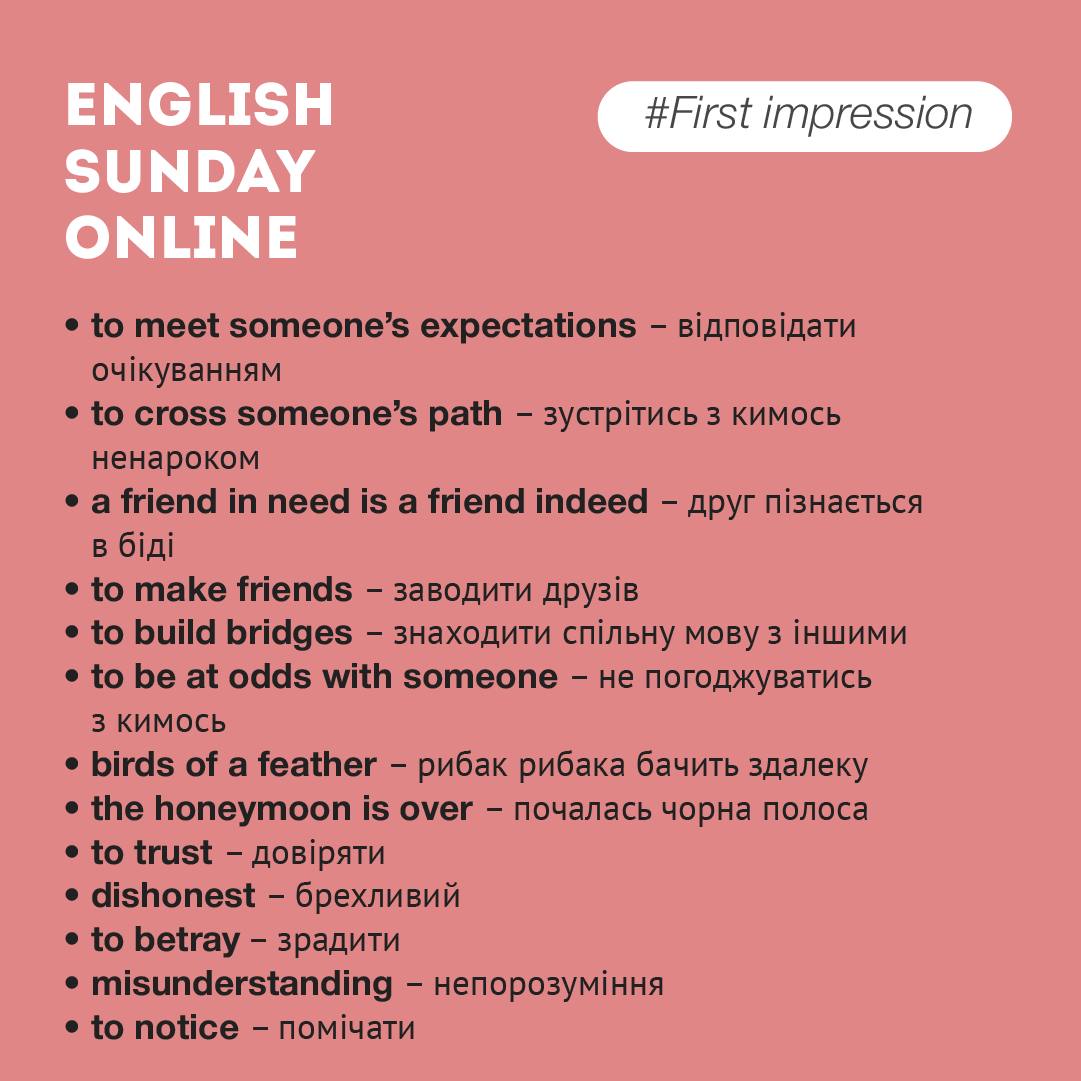 ENGLISH
SUNDAY
ONLINE
#First impression
• to meet someone’s expectations – відповідати
очікуванням
• to cross someone’s path – зустрітись з кимось
ненароком
• a friend in need is a friend indeed – друг пізнається
в біді
• to make friends – заводити друзів
• to build bridges – знаходити спільну мову з іншими
• to be at odds with someone – не погоджуватись
з кимось
• birds of a feather – рибак рибака бачить здалеку
• the honeymoon is over – почалась чорна полоса
• to trust – довіряти
• dishonest – брехливий
• to betray – зрадити
• misunderstanding – непорозуміння
• to notice – помічати